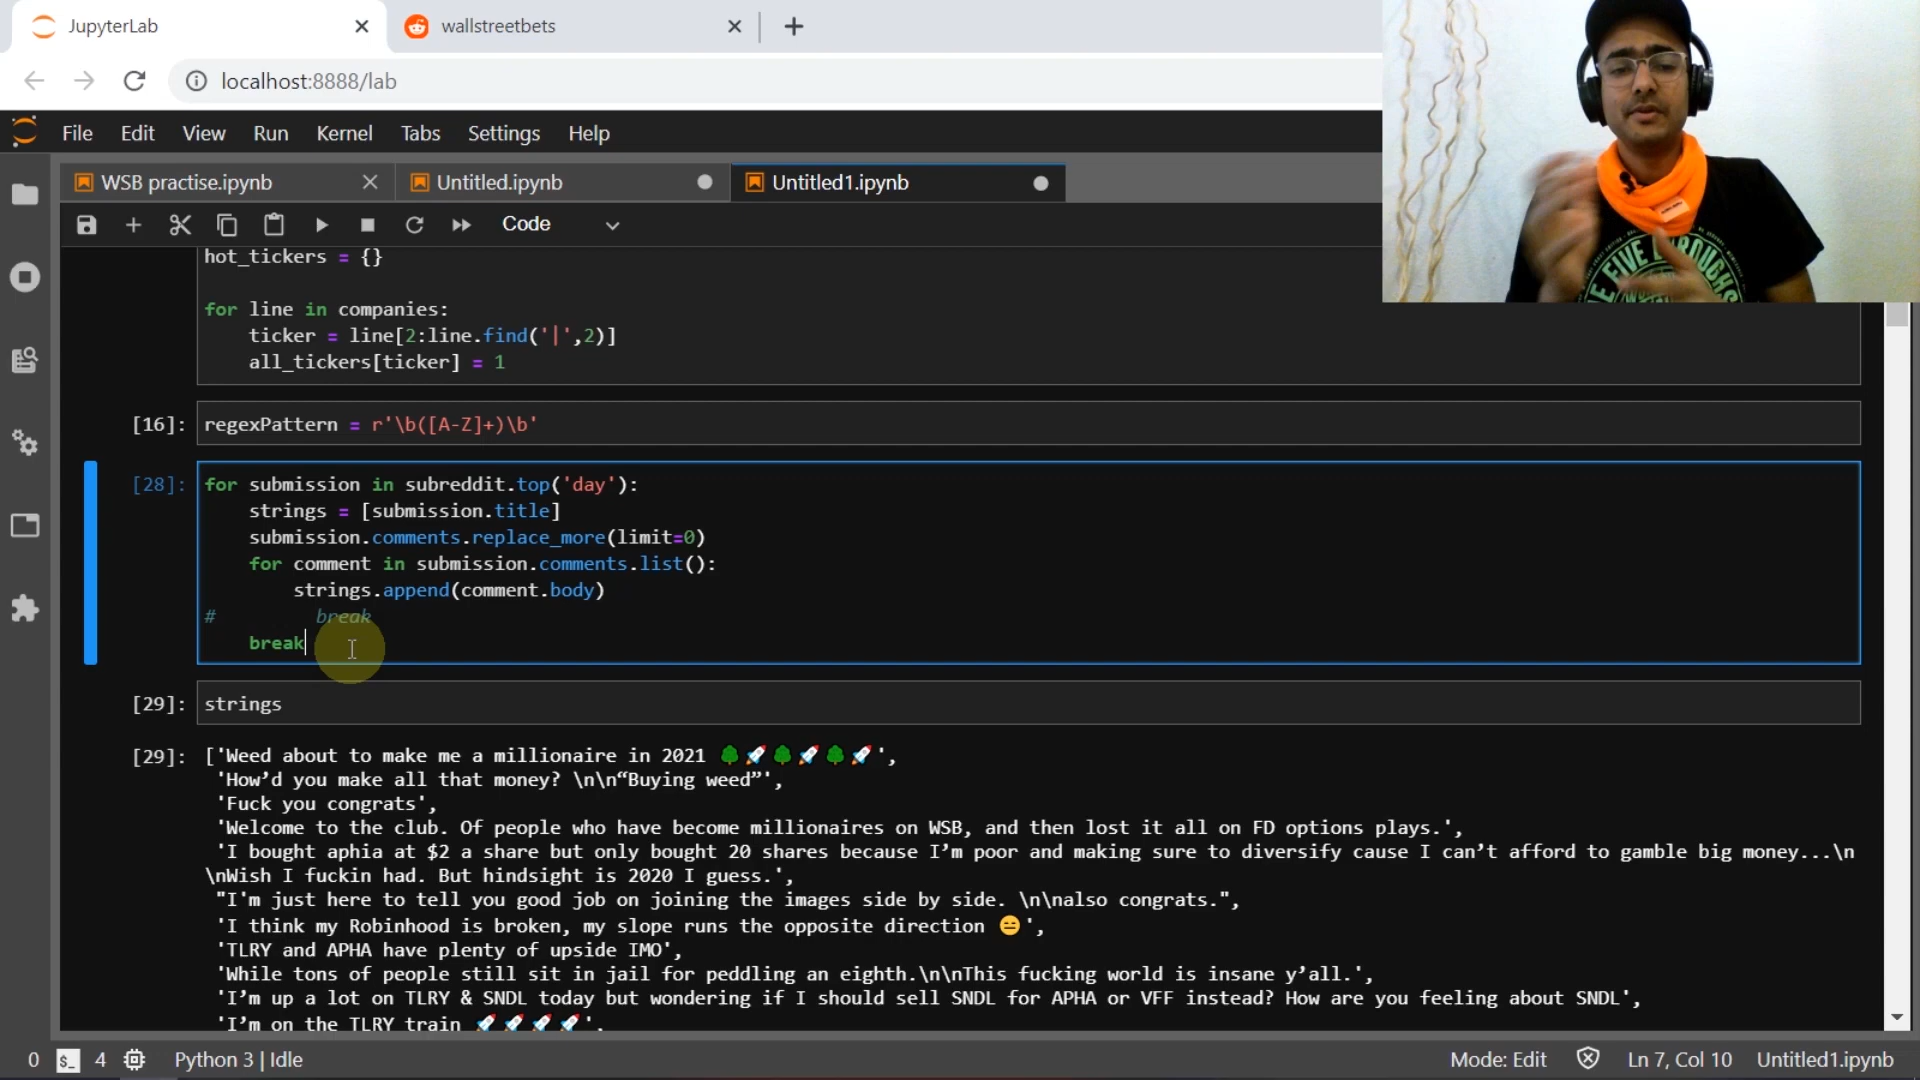 JupyterLab
wallstreetbets
localhost:8888/lab
File Edit View Run Kernel Tabs Settings Help
WSB practise.ipynb
Untitled.ipynb
Untitled1.ipynb
Code
hot_tickers = {}
for line in companies:
ticker = line[2:line.find('|',2)]
all_tickers[ticker] = 1
[16]: regexPattern = r'\b([A-Z]+)\b'
[28]: for submission in subreddit.top('day'):
strings = [submission.title]
submission.comments.replace_more(limit=0)
for comment in submission.comments.list():
strings.append(comment.body)
# break
break
[29]: strings
[29]: ['Weed about to make me a millionaire in 2021 🌳🚀🌳🚀🌳🚀',
'How’d you make all that money? \n\n“Buying weed”',
'Fuck you congrats',
'Welcome to the club. Of people who have become millionaires on WSB, and then lost it all on FD options plays.',
'I bought aphia at $2 a share but only bought 20 shares because I’m poor and making sure to diversify cause I can’t afford to gamble big money...\n
\nWish I fuckin had. But hindsight is 2020 I guess.',
"I'm just here to tell you good job on joining the images side by side. \n\nalso congrats.",
'I think my Robinhood is broken, my slope runs the opposite direction 😑',
'TLRY and APHA have plenty of upside IMO',
'While tons of people still sit in jail for peddling an eighth.\n\nThis fucking world is insane y’all.',
'I’m up a lot on TLRY & SNDL today but wondering if I should sell SNDL for APHA or VFF instead? How are you feeling about SNDL',
'I’m on the TLRY train 🚀🚀🚀🚀',
0 $_ 4 Python 3 | Idle
Mode: Edit Ln 7, Col 10 Untitled1.ipynb